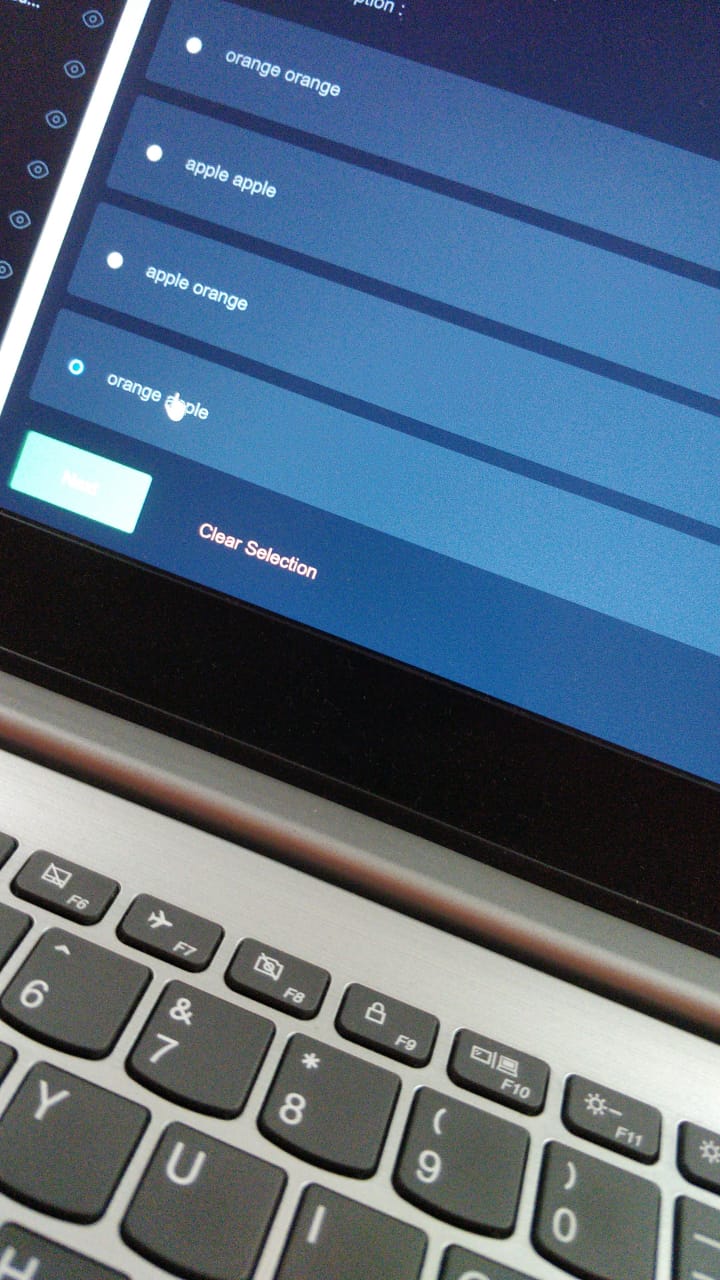 ption :
orange orange
apple apple
apple orange
orange apple
Next
Clear Selection
F6
F7
F8
F9
F10
F11
^
6
&
7
*
8
(
9
)
0
Y
U
I
H